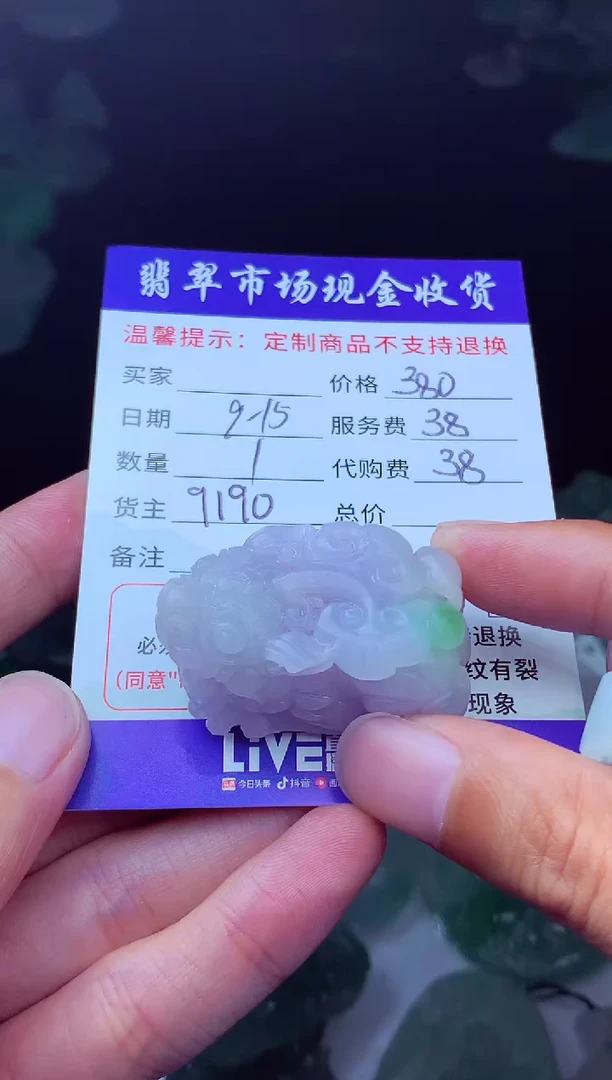 翡翠市场现金收货
温馨提示：定制商品不支持退换
买家 价格 380
日期 9-15 服务费 38
数量 1 代购费 38
货主 9190 总价
备注
退换
(同意" 纹有裂
现象
LiVE
今日头条 抖音